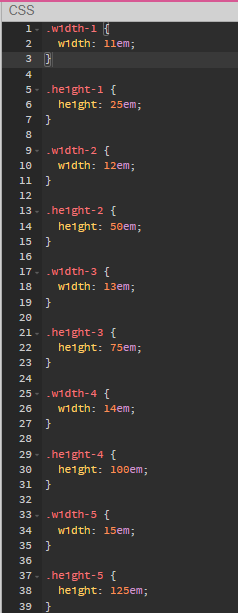 CSS
1 .width-1 {
2 width: 11em;
3 }
4
5 .height-1 {
6 height: 25em;
7 }
8
9 .width-2 {
10 width: 12em;
11 }
12
13 .height-2 {
14 height: 50em;
15 }
16
17 .width-3 {
18 width: 13em;
19 }
20
21 .height-3 {
22 height: 75em;
23 }
24
25 .width-4 {
26 width: 14em;
27 }
28
29 .height-4 {
30 height: 100em;
31 }
32
33 .width-5 {
34 width: 15em;
35 }
36
37 .height-5 {
38 height: 125em;
39 }